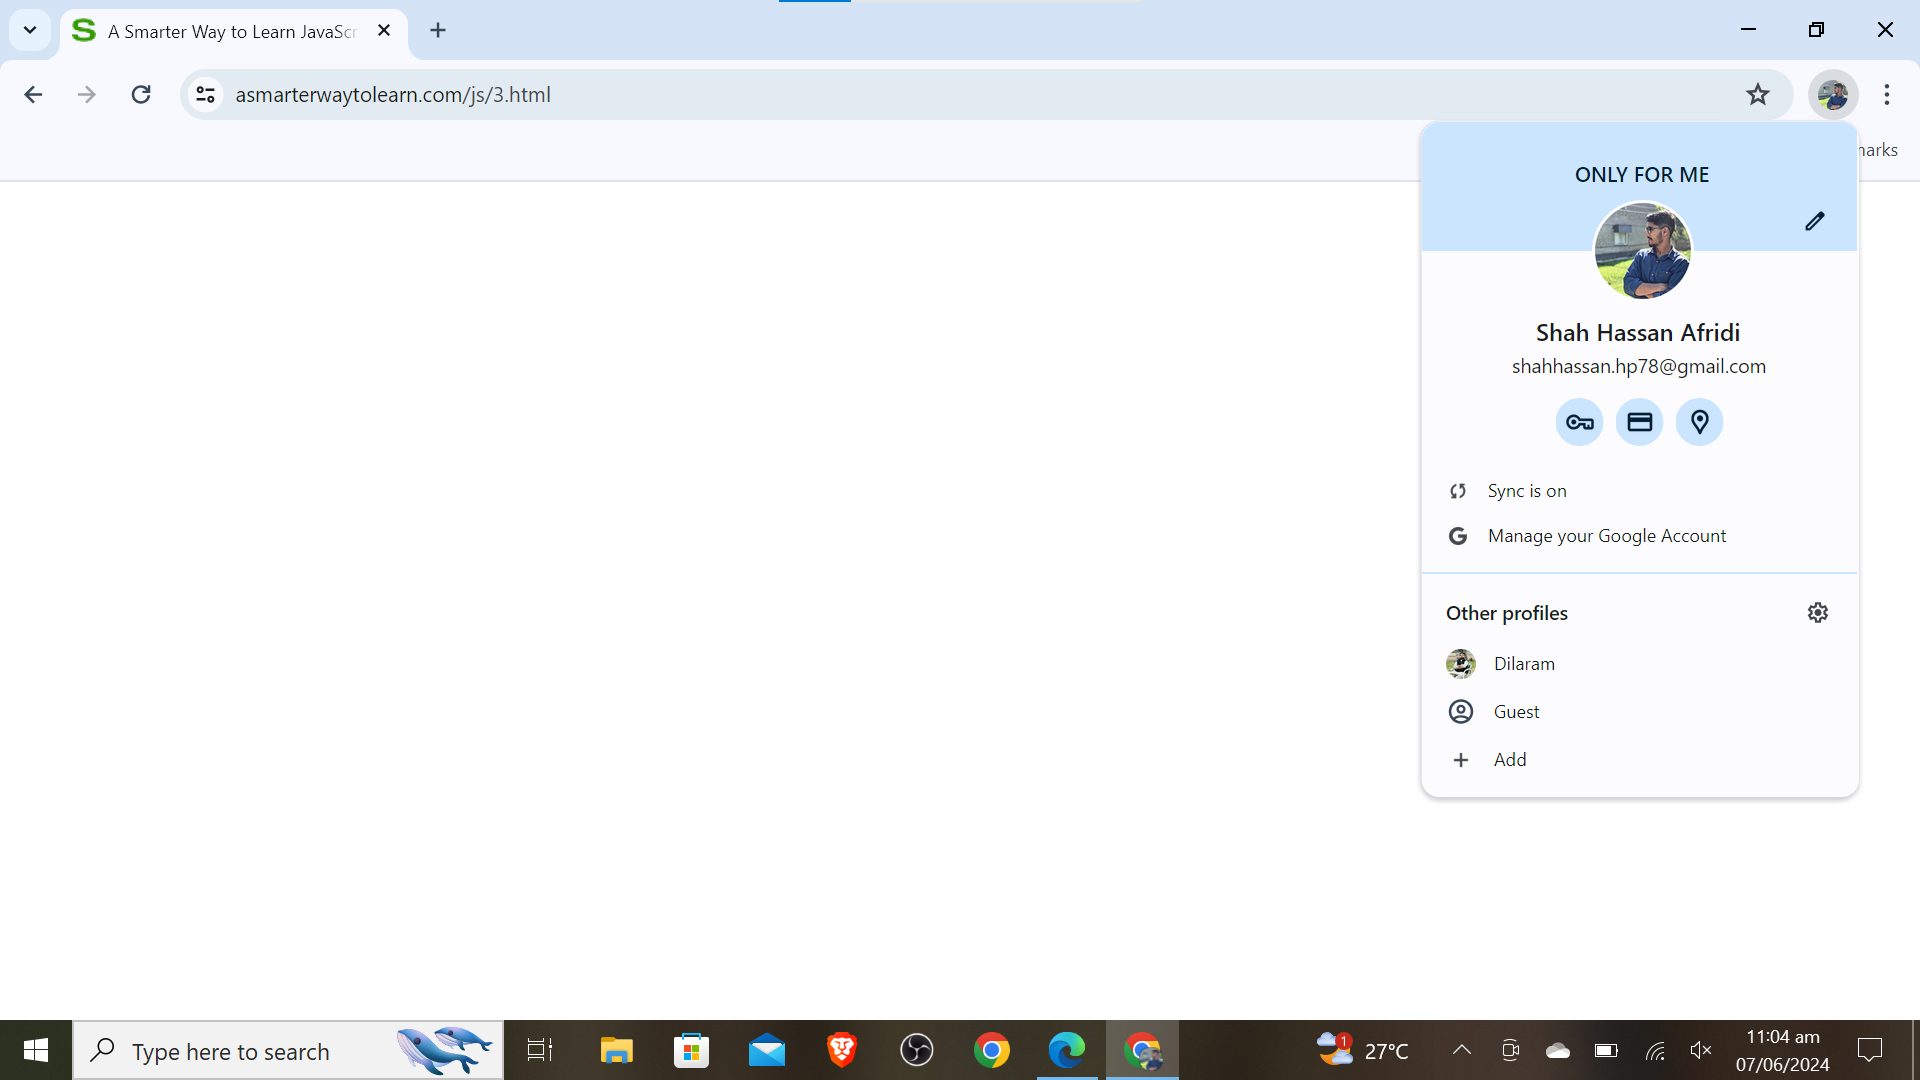 A Smarter Way to Learn JavaScr
asmarterwaytolearn.com/js/3.html
ONLY FOR ME
Shah Hassan Afridi
shahhassan.hp78@gmail.com
Sync is on
Manage your Google Account
Other profiles
Dilaram
Guest
Add
Type here to search
1
27°C
11:04 am
07/06/2024